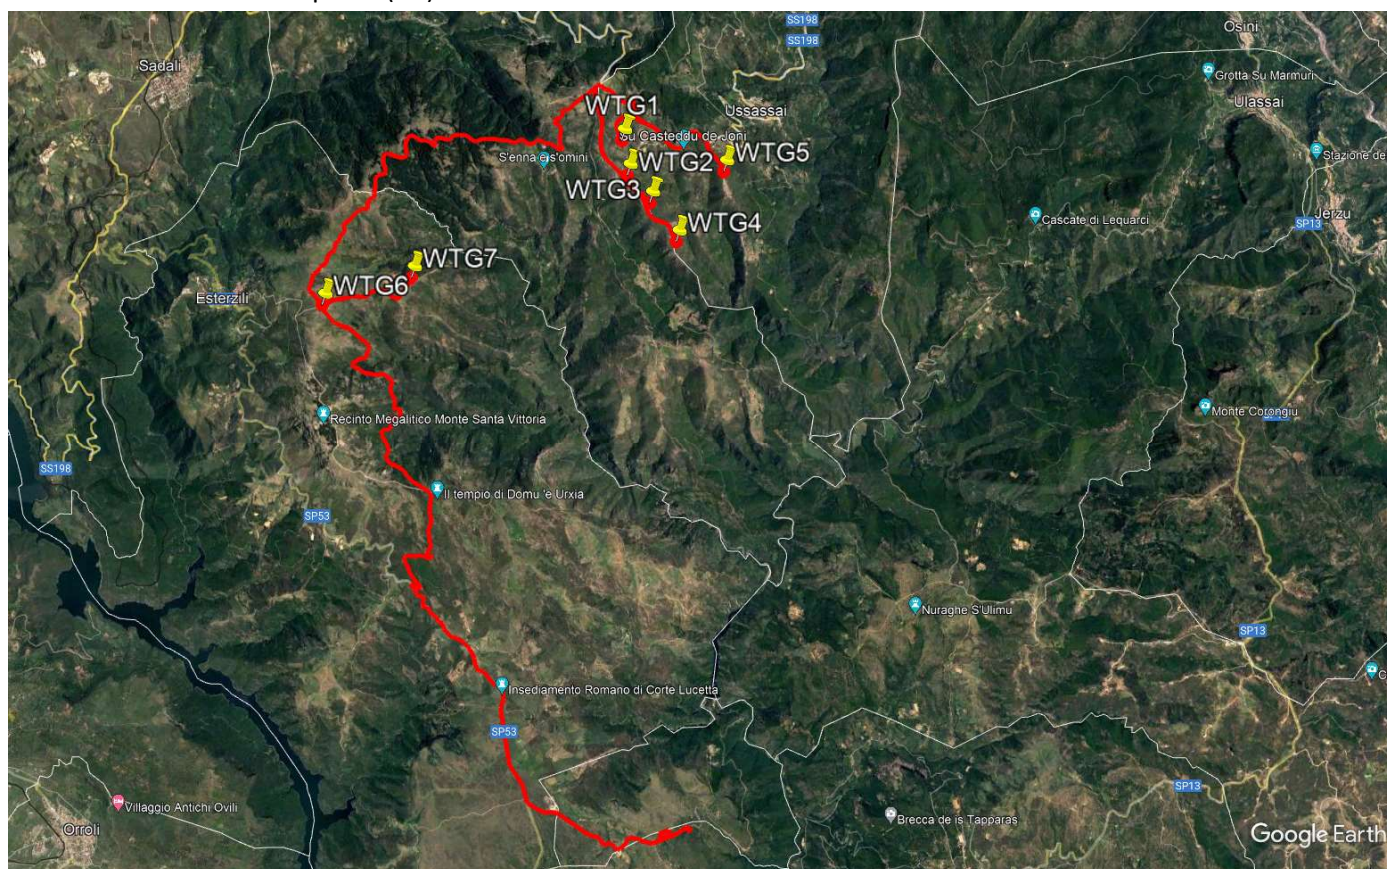 SS198
SS198
Osini
Sadali
Grotta Su Marmuri
Ulassai
WTG1
Ussassai
Su Casteddu de Joni
S'enna e s'omini
WTG2
WTG5
Stazione de
WTG3
Jerzu
WTG4
Cascate di Lequarci
SP13
WTG7
WTG6
Esterzili
Recinto Megalitico Monte Santa Vittoria
Monte Corongiu
SS198
Il tempio di Domu 'e Urxia
SP53
Nuraghe S'Ulimu
SP13
Insediamento Romano di Corte Lucetta
C
SP53
SP13
Villaggio Antichi Ovili
Orroli
Brecca de is Tapparas
Google Earth